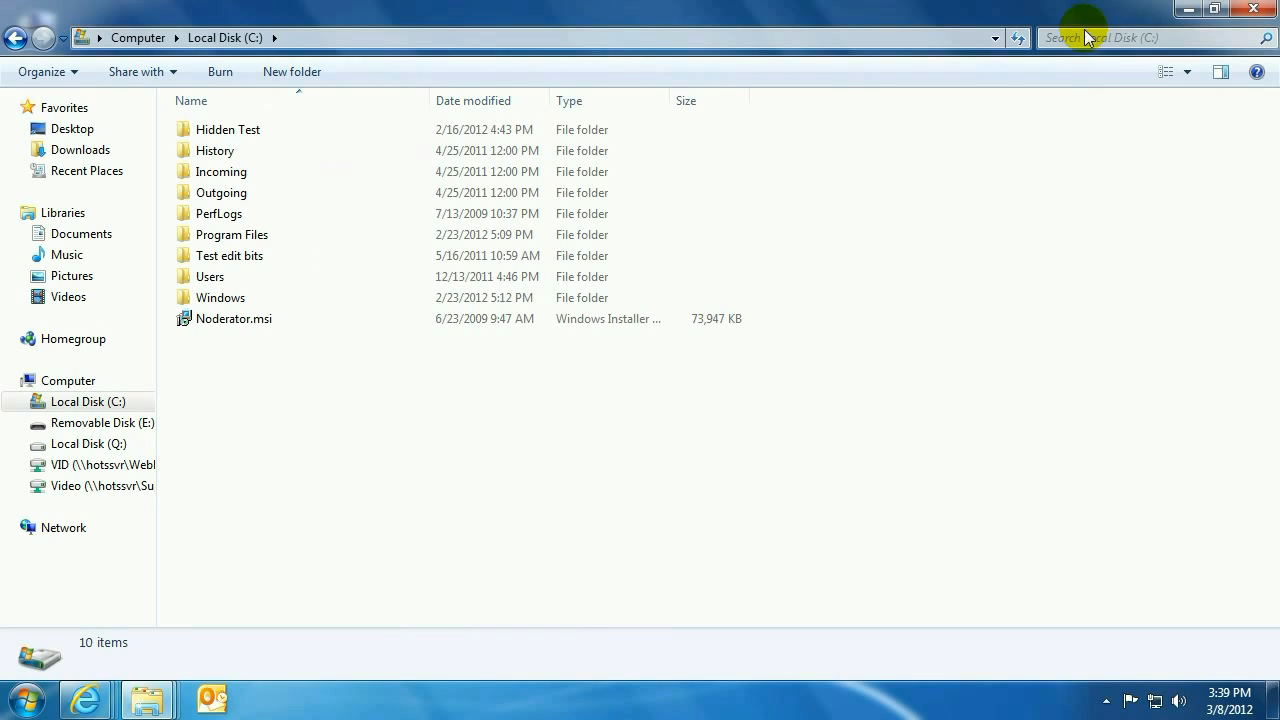 Computer Local Disk (C:)
Search Local Disk (C:)
Organize Share with Burn New folder
Name Date modified Type Size
Favorites
Desktop
Downloads
Recent Places
Libraries
Documents
Music
Pictures
Videos
Homegroup
Computer
Local Disk (C:)
Removable Disk (E:)
Local Disk (Q:)
VID (\\hotssvr\Webl
Video (\\hotssvr\Su
Network
Hidden Test 2/16/2012 4:43 PM File folder
History 4/25/2011 12:00 PM File folder
Incoming 4/25/2011 12:00 PM File folder
Outgoing 4/25/2011 12:00 PM File folder
PerfLogs 7/13/2009 10:37 PM File folder
Program Files 2/23/2012 5:09 PM File folder
Test edit bits 5/16/2011 10:59 AM File folder
Users 12/13/2011 4:46 PM File folder
Windows 2/23/2012 5:12 PM File folder
Noderator.msi 6/23/2009 9:47 AM Windows Installer ... 73,947 KB
10 items
3:39 PM
3/8/2012